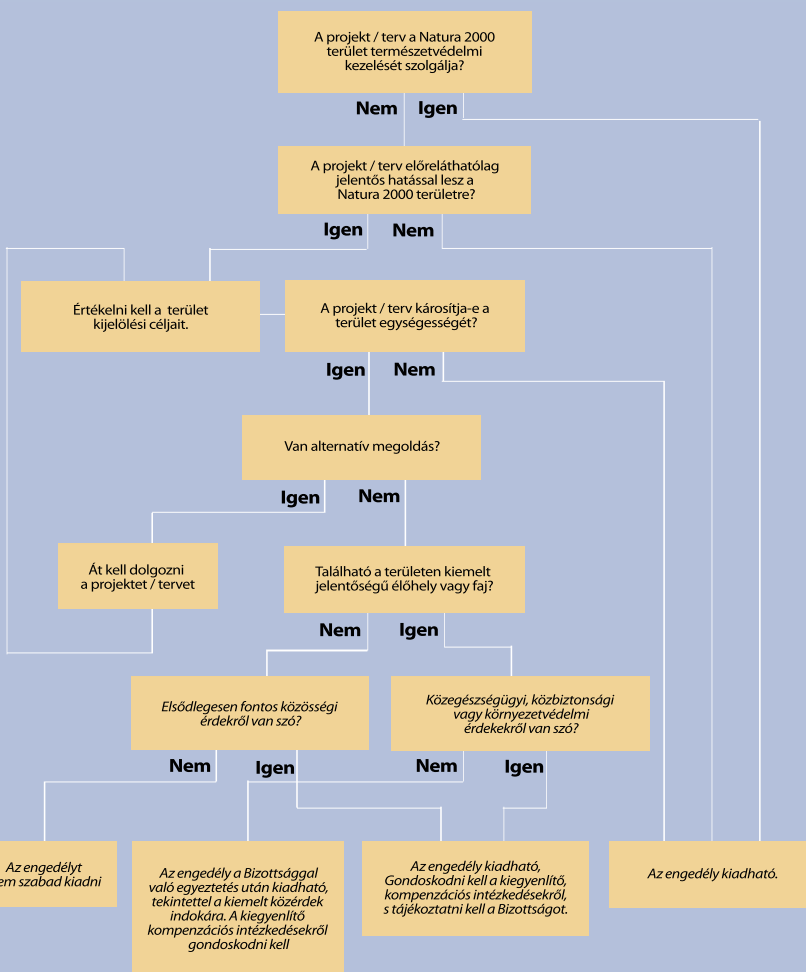 A projekt / terv a Natura 2000
terület természetvédelmi
kezelését szolgálja?
Nem Igen
A projekt / terv előreláthatólag
jelentős hatással lesz a
Natura 2000 területre?
Igen Nem
Értékelni kell a terület
kijelölési céljait.
A projekt / terv károsítja-e a
terület egységességét?
Igen Nem
Van alternatív megoldás?
Igen Nem
Át kell dolgozni
a projektet / tervet
Található a területen kiemelt
jelentőségű élőhely vagy faj?
Nem Igen
Elsődlegesen fontos közösségi
érdekről van szó?
Közegészségügyi, közbiztonsági
vagy környezetvédelmi
érdekekről van szó?
Nem Igen Nem Igen
Az engedélyt
em szabad kiadni
Az engedély a Bizottsággal
való egyeztetés után kiadható,
tekintettel a kiemelt közérdek
indokára. A kiegyenlítő
kompenzációs intézkedésekről
gondoskodni kell
Az engedély kiadható,
Gondoskodni kell a kiegyenlítő,
kompenzációs intézkedésekről,
s tájékoztatni kell a Bizottságot.
Az engedély kiadható.